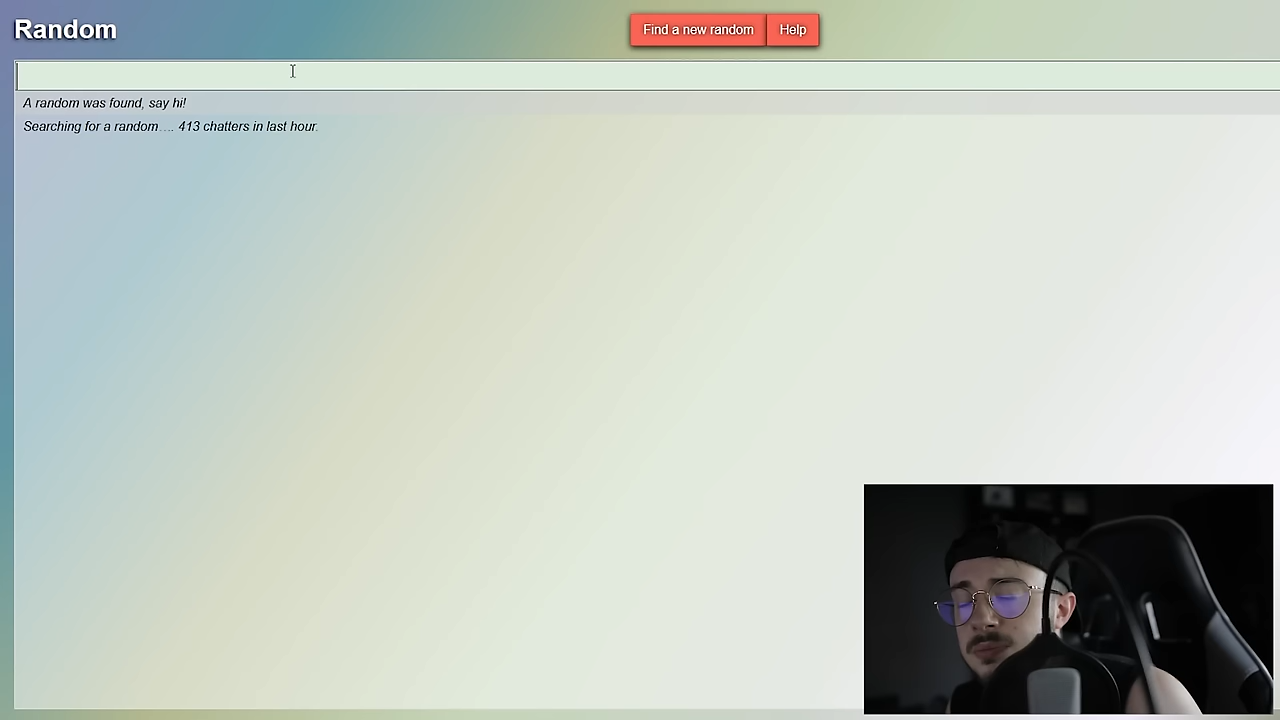 Random
Find a new random
Help
A random was found, say hi!
Searching for a random.... 413 chatters in last hour.